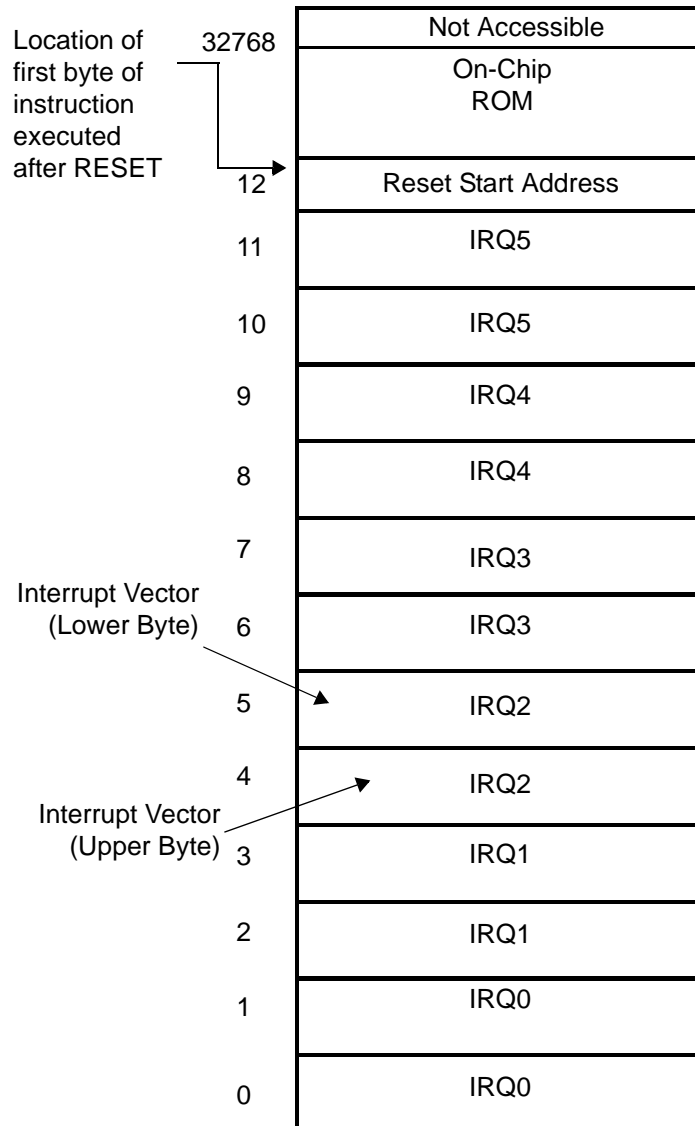 Location of
first byte of
instruction
executed
after RESET
32768
Not Accessible
On-Chip
ROM
12
Reset Start Address
11
IRQ5
10
IRQ5
9
IRQ4
8
IRQ4
7
IRQ3
Interrupt Vector
(Lower Byte)
6
IRQ3
5
IRQ2
4
IRQ2
Interrupt Vector
(Upper Byte)
3
IRQ1
2
IRQ1
1
IRQ0
0
IRQ0